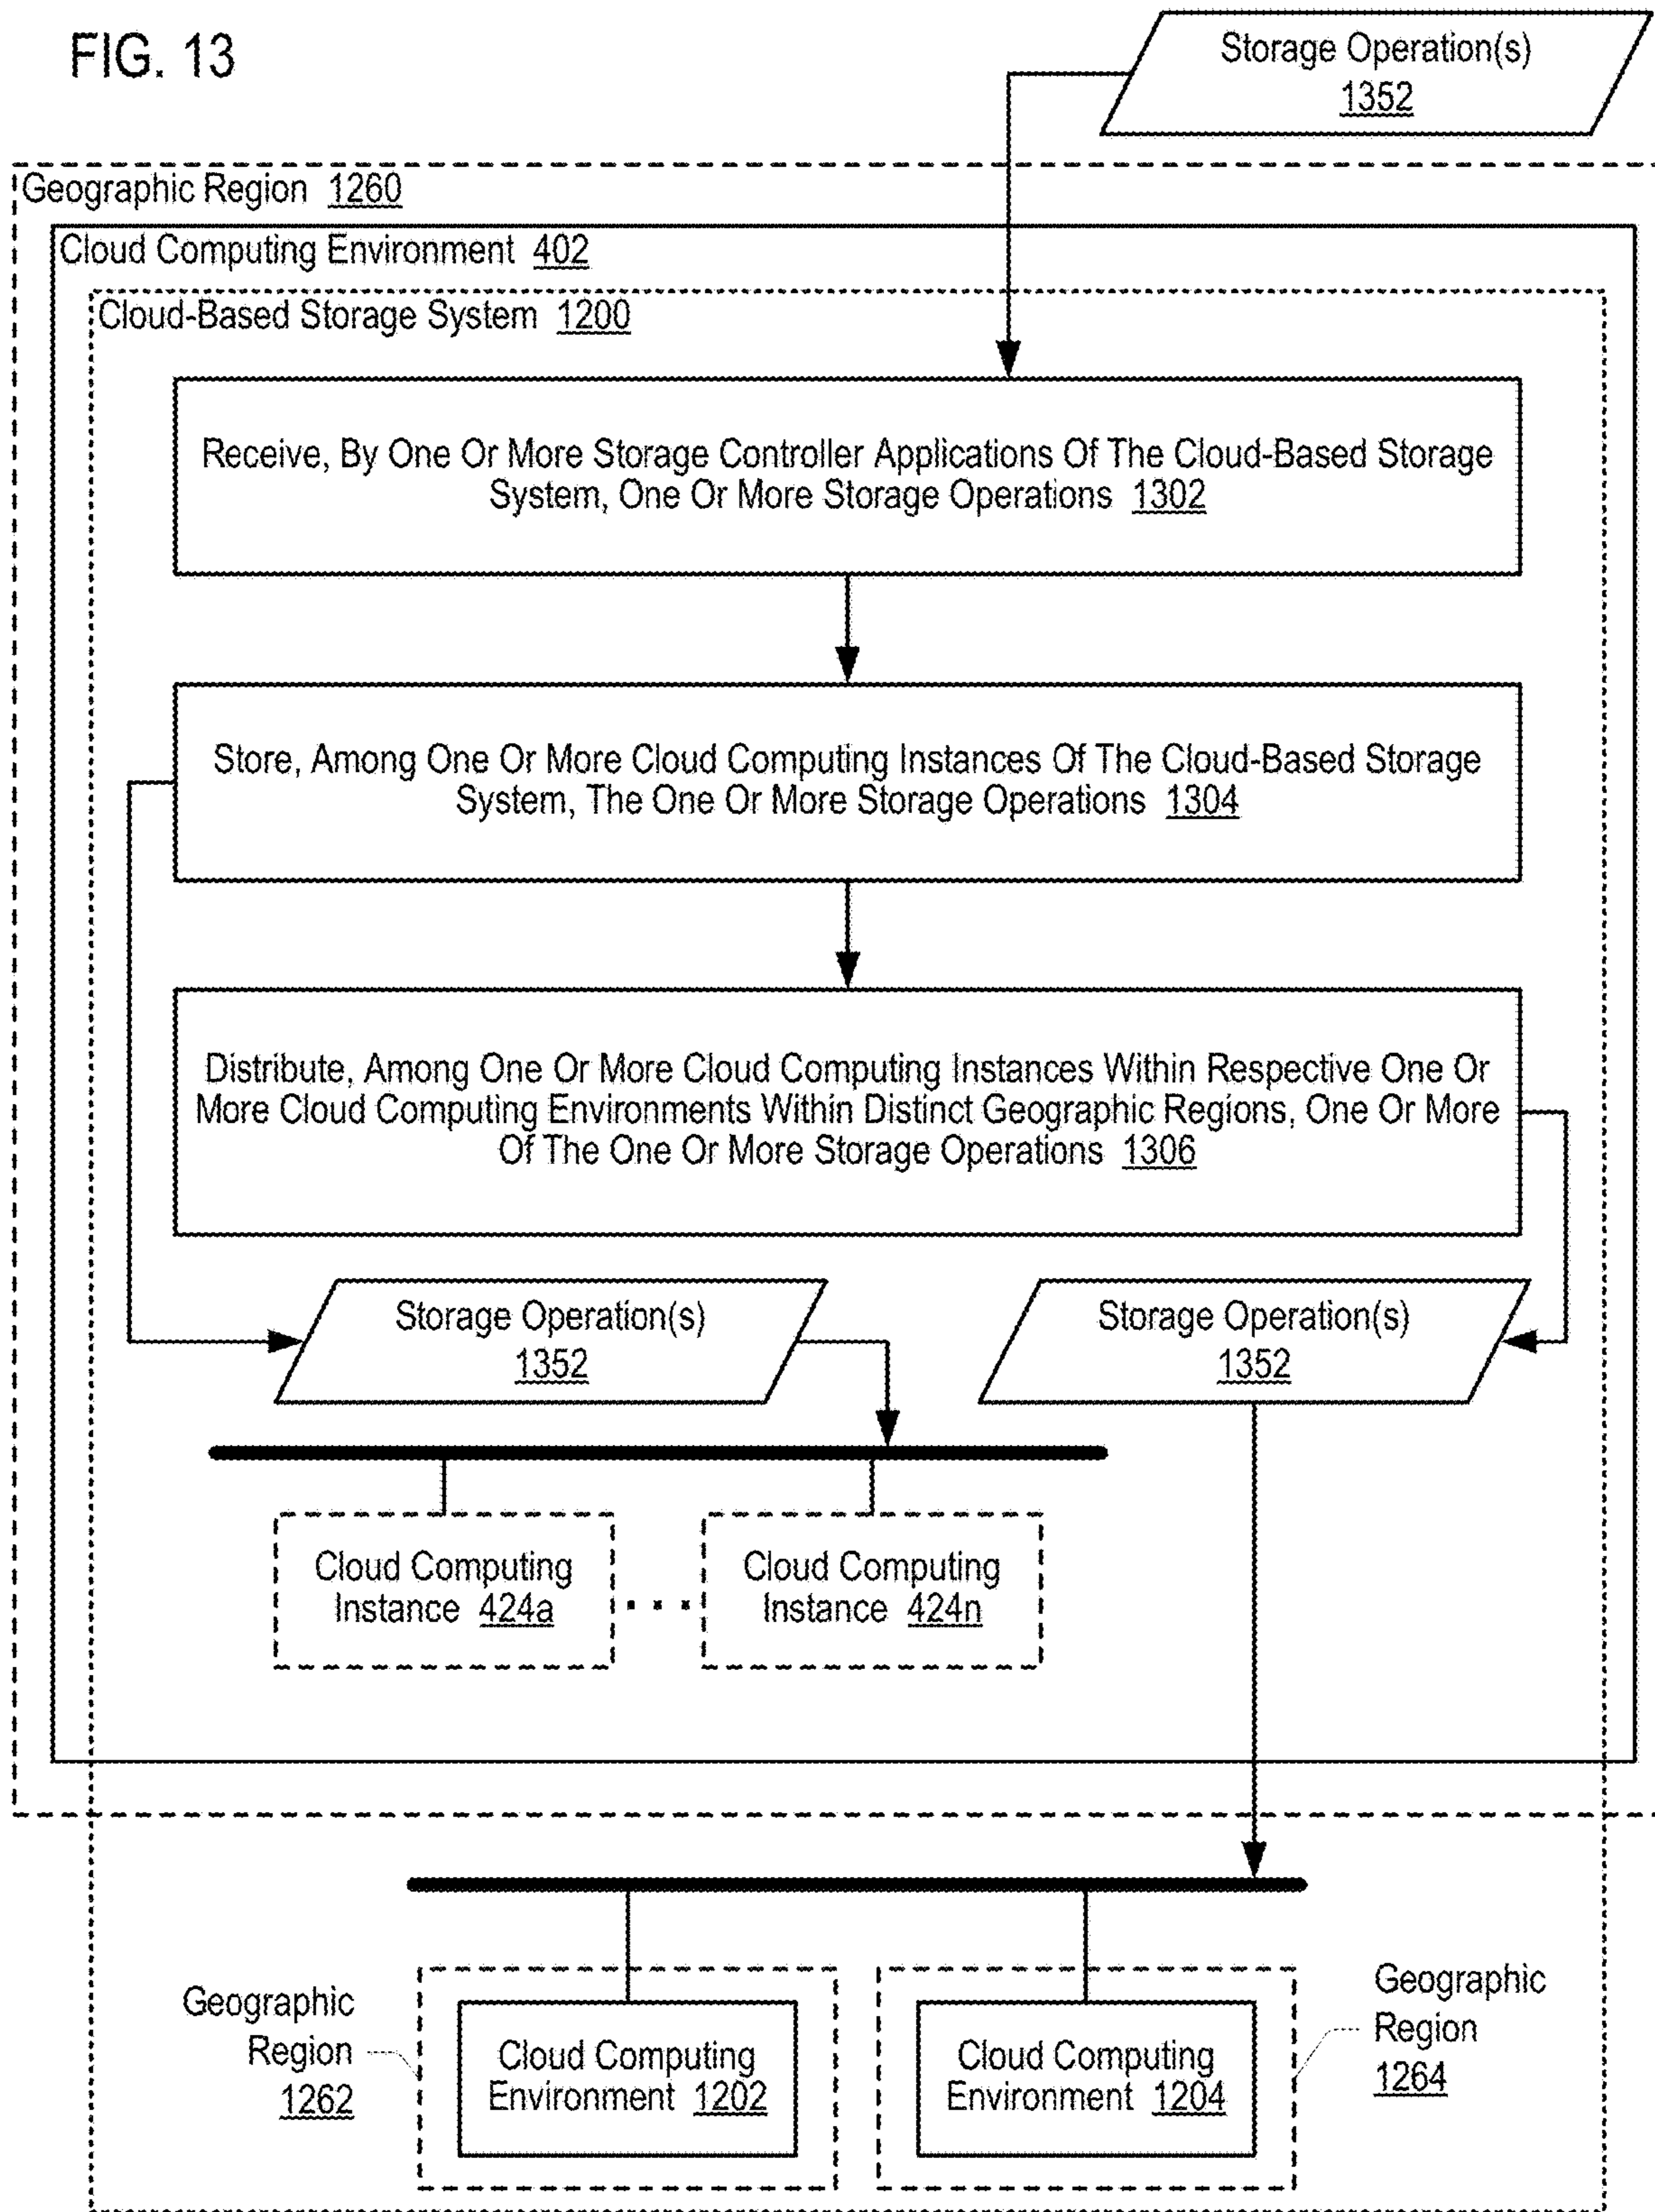 FIG. 13
Storage Operation(s)
1352
Geographic Region 1260
Cloud Computing Environment 402
Cloud-Based Storage System 1200
Receive, By One Or More Storage Controller Applications Of The Cloud-Based Storage
System, One Or More Storage Operations 1302
Store, Among One Or More Cloud Computing Instances Of The Cloud-Based Storage
System, The One Or More Storage Operations 1304
Distribute, Among One Or More Cloud Computing Instances Within Respective One Or
More Cloud Computing Environments Within Distinct Geographic Regions, One Or More
Of The One Or More Storage Operations 1306
Storage Operation(s)
1352
Storage Operation(s)
1352
Cloud Computing
Instance 424a
. . .
Cloud Computing
Instance 424n
Geographic
Region
1262
Cloud Computing
Environment 1202
Cloud Computing
Environment 1204
Geographic
Region
1264